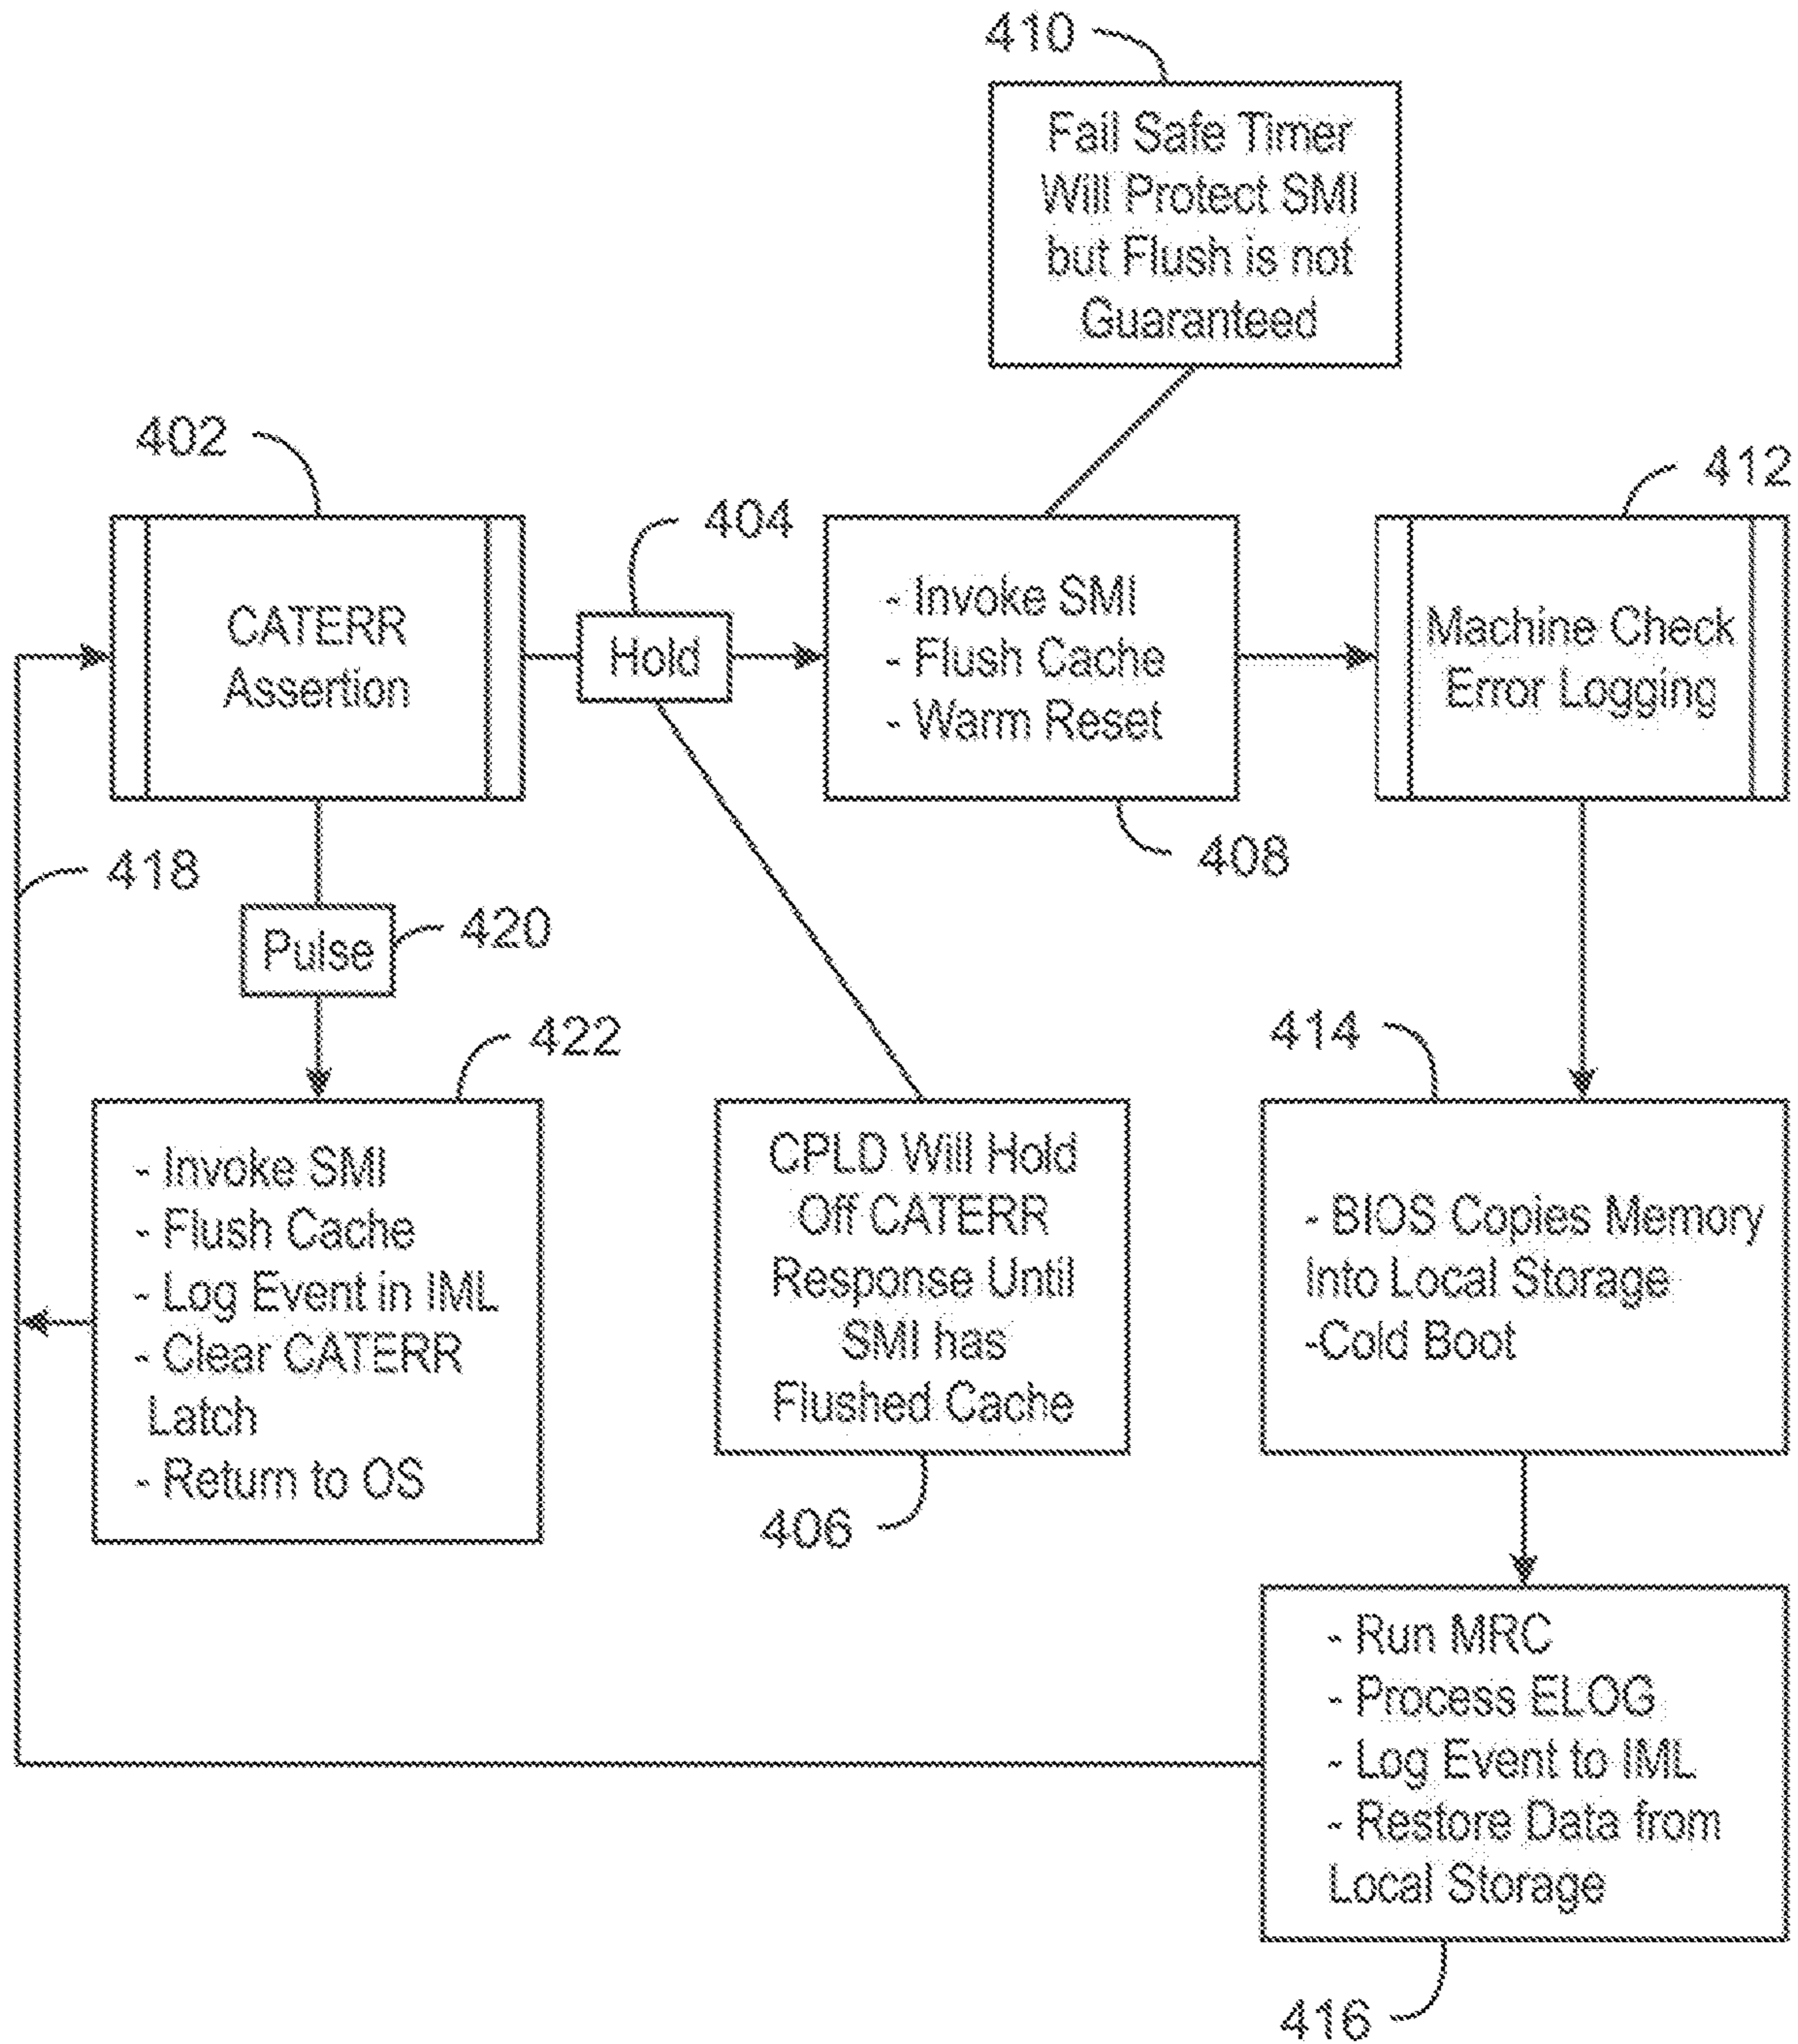 410
Fail Safe Timer
Will Protect SMI
but Flush is not
Guaranteed
402
404
412
CATERR
Assertion
Hold
- Invoke SMI
- Flush Cache
- Warm Reset
Machine Check
Error Logging
408
418
Pulse
420
422
414
- Invoke SMI
- Flush Cache
- Log Event in IML
- Clear CATERR
Latch
- Return to OS
CPLD Will Hold
Off CATERR
Response Until
SMI has
Flushed Cache
406
- BIOS Copies Memory
Into Local Storage
-Cold Boot
- Run MRC
- Process ELOG
- Log Event to IML
- Restore Data from
Local Storage
416